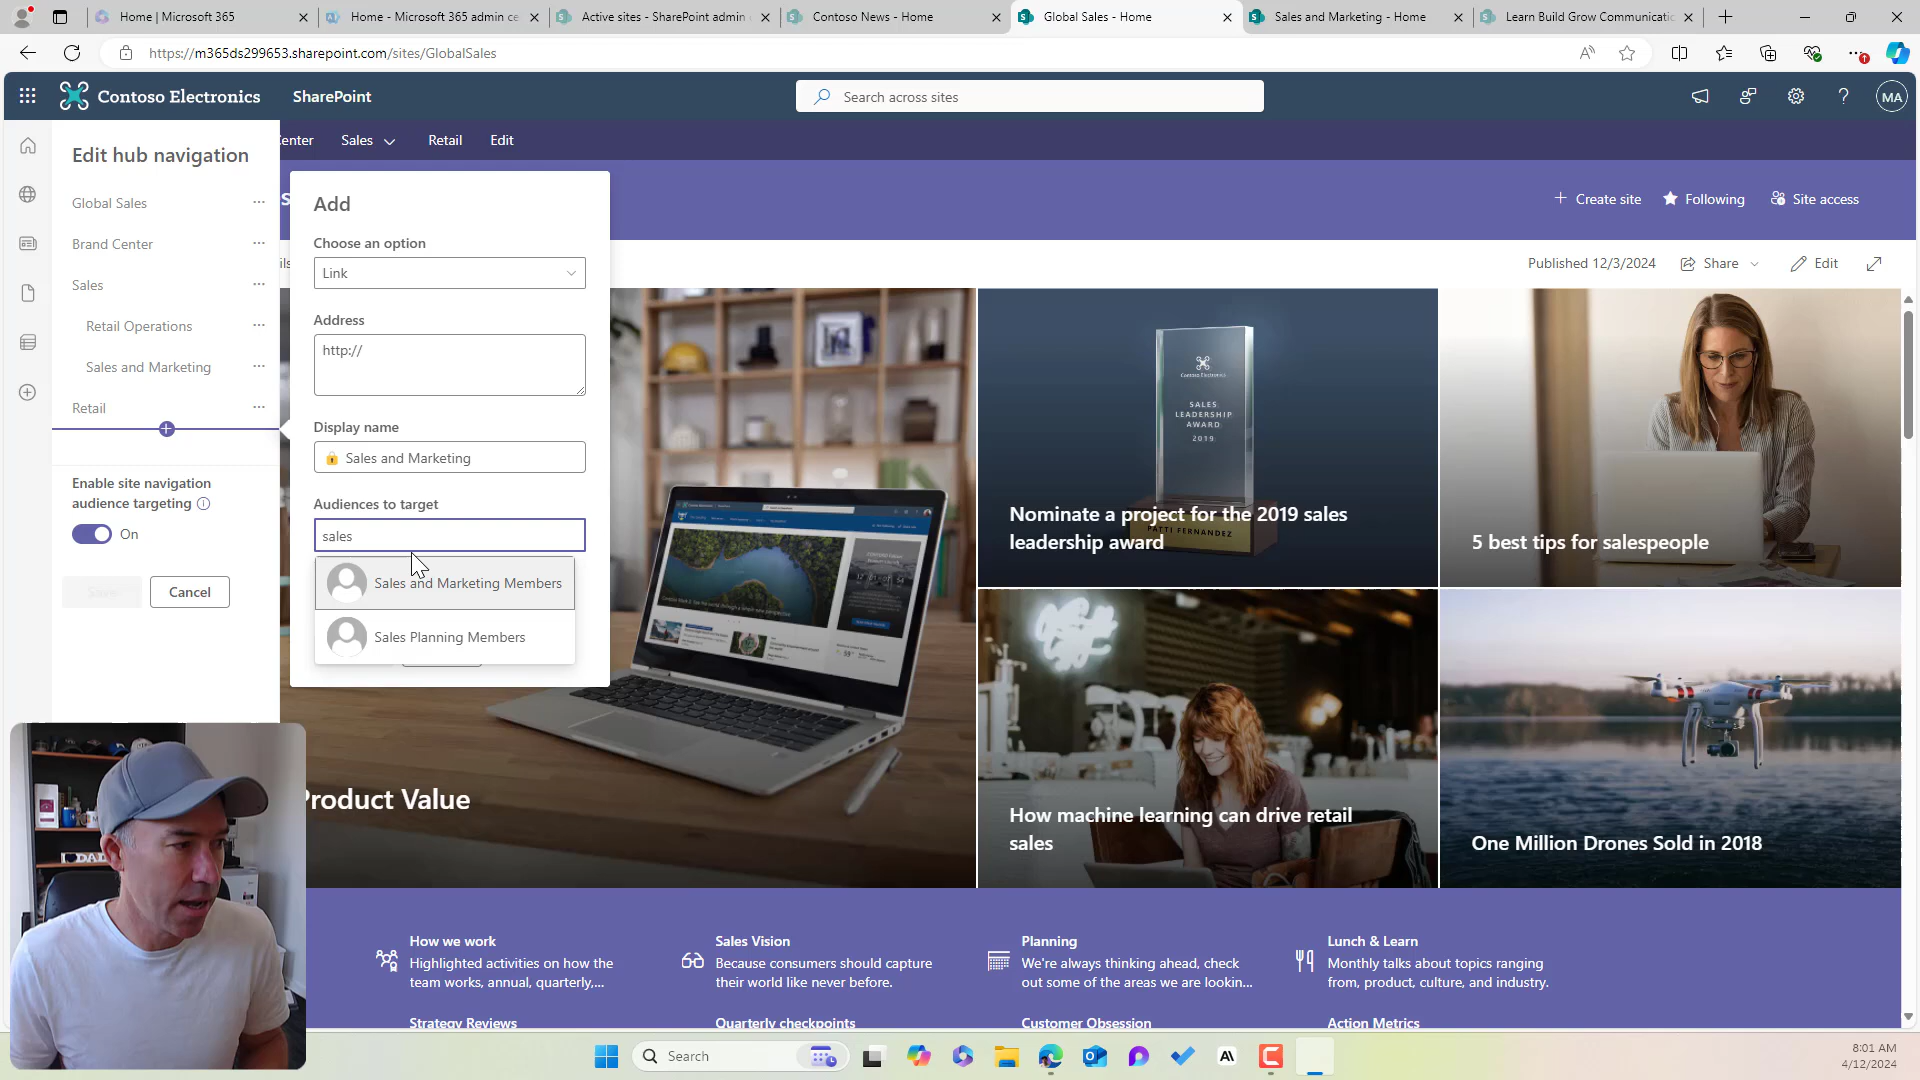 Home | Microsoft 365
Home - Microsoft 365 admin ce
Active sites - SharePoint admin
Contoso News - Home
Global Sales - Home
Sales and Marketing - Home
Learn Build Grow Communicatio
https://m365ds299653.sharepoint.com/sites/GlobalSales
Contoso Electronics
SharePoint
Search across sites
MA
Edit hub navigation
enter
Sales
Retail
Edit
Global Sales
Brand Center
Sales
Retail Operations
Sales and Marketing
Retail
Enable site navigation
audience targeting
On
Save
Cancel
Add
Choose an option
Link
Address
http://
Display name
🔒 Sales and Marketing
Audiences to target
sales
Sales and Marketing Members
Sales Planning Members
s
Create site
Following
Site access
ils
Published 12/3/2024
Share
Edit
Contoso Electronics
SALES
LEADERSHIP
AWARD
2019
PATTI FERNANDEZ
Nominate a project for the 2019 sales
leadership award
5 best tips for salespeople
Product Value
How machine learning can drive retail
sales
One Million Drones Sold in 2018
DAD
How we work
Highlighted activities on how the
team works, annual, quarterly,...
Sales Vision
Because consumers should capture
their world like never before.
Planning
We're always thinking ahead, check
out some of the areas we are lookin...
Lunch & Learn
Monthly talks about topics ranging
from, product, culture, and industry.
Strategy Reviews
Quarterly checkpoints
Customer Obsession
Action Metrics
Search
8:01 AM
4/12/2024